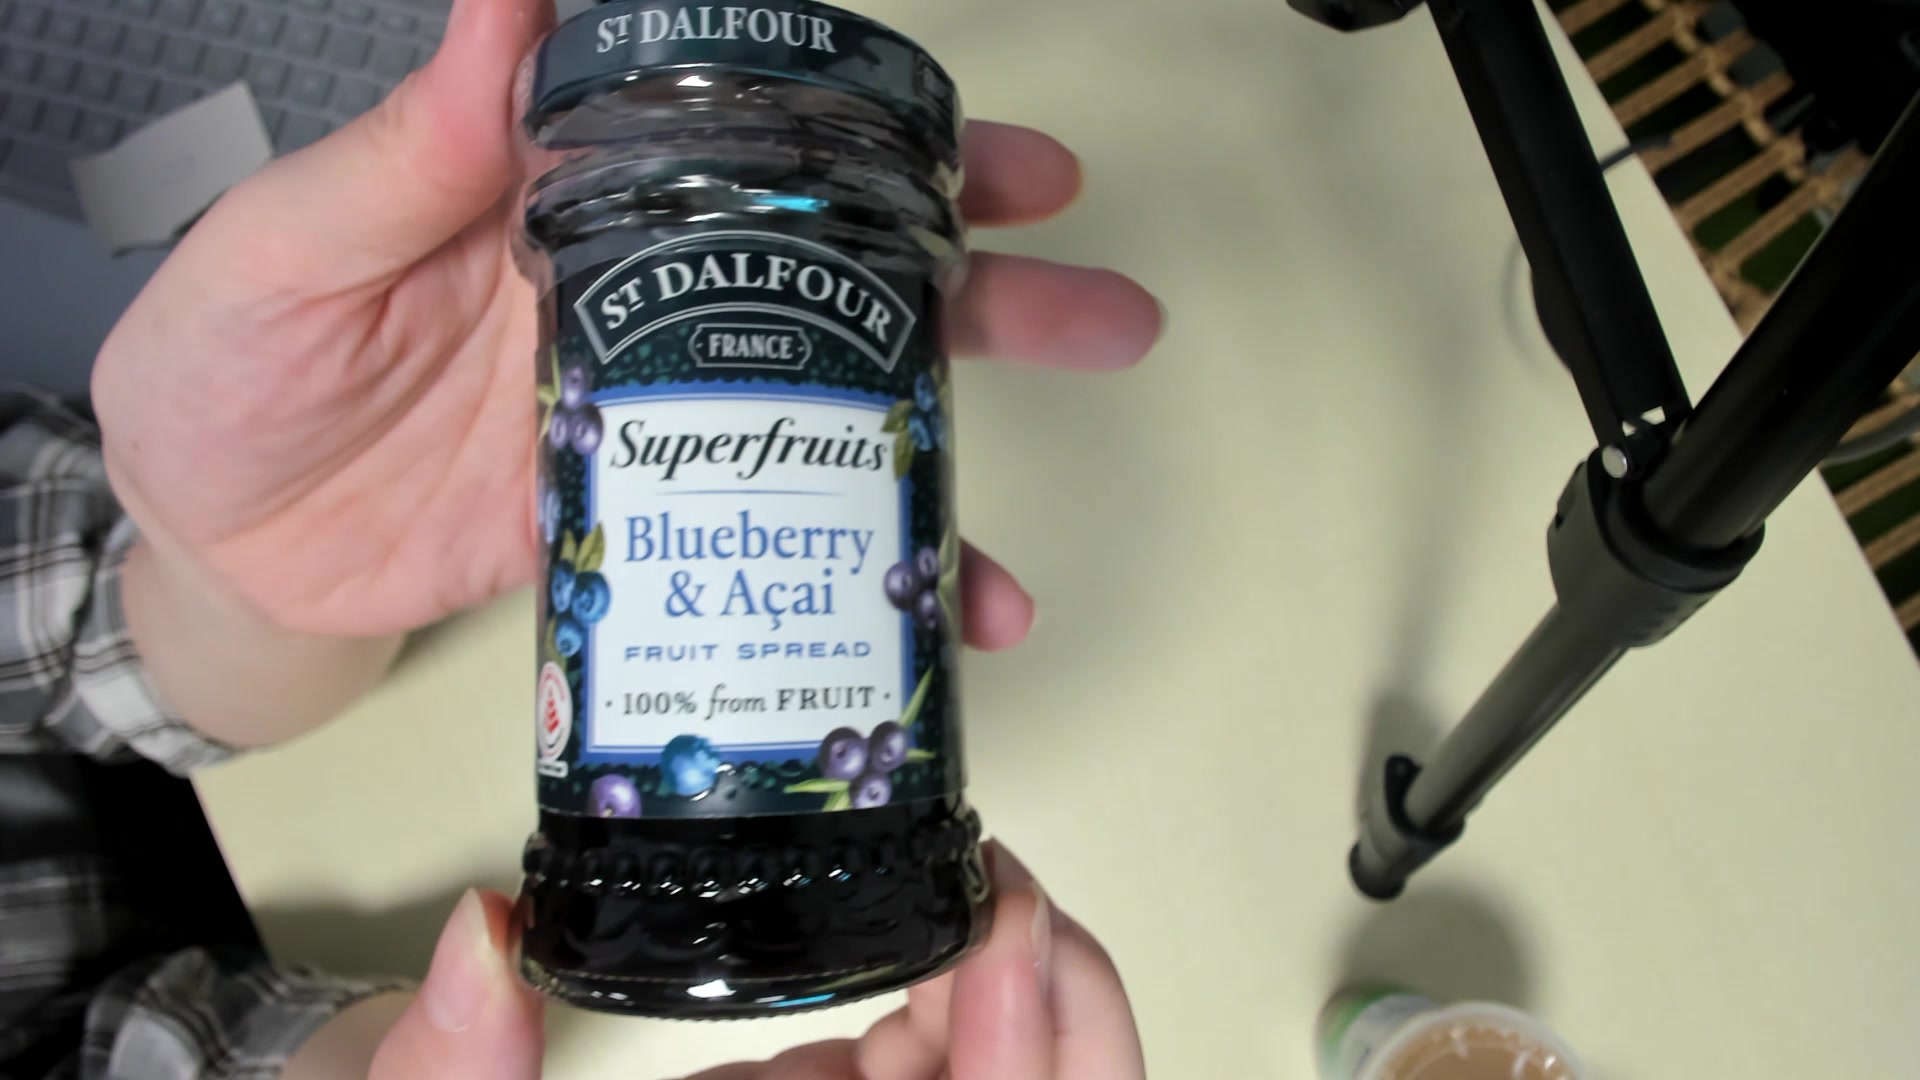 ST DALFOUR
ST DALFOUR
FRANCE
Superfruits
Blueberry
& Açai
FRUIT SPREAD
· 100% from FRUIT ·